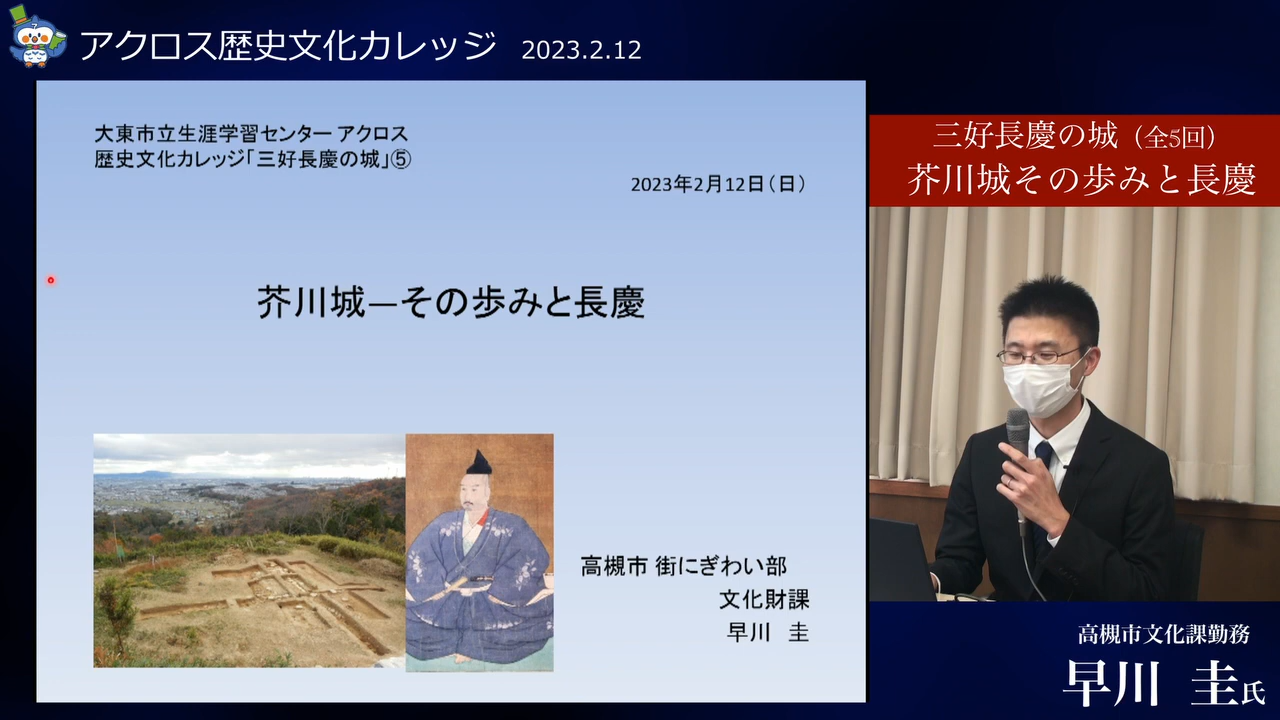 アクロス歴史文化カレッジ 2023.2.12
大東市立生涯学習センター アクロス
歴史文化カレッジ「三好長慶の城」⑤
2023年2月12日(日)
芥川城―その歩みと長慶
高槻市 街にぎわい部
文化財課
早川 圭
三好長慶の城(全5回)
芥川城その歩みと長慶
高槻市文化課勤務
早川 圭氏